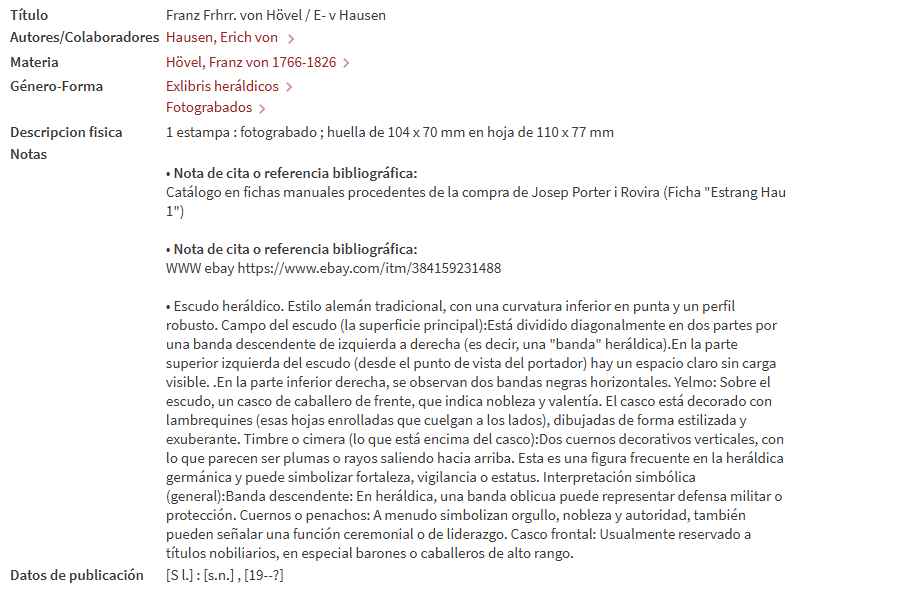 Título Franz Frhrr. von Hövel / E- v Hausen
Autores/Colaboradores Hausen, Erich von >
Materia Hövel, Franz von 1766-1826 >
Género-Forma Exlibris heráldicos >
Fotograbados >
Descripcion fisica 1 estampa : fotograbado ; huella de 104 x 70 mm en hoja de 110 x 77 mm
Notas
• Nota de cita o referencia bibliográfica:
Catálogo en fichas manuales procedentes de la compra de Josep Porter i Rovira (Ficha "Estrang Hau
1")
• Nota de cita o referencia bibliográfica:
WWW ebay https://www.ebay.com/itm/384159231488
• Escudo heráldico. Estilo alemán tradicional, con una curvatura inferior en punta y un perfil
robusto. Campo del escudo (la superficie principal):Está dividido diagonalmente en dos partes por
una banda descendente de izquierda a derecha (es decir, una "banda" heráldica).En la parte
superior izquierda del escudo (desde el punto de vista del portador) hay un espacio claro sin carga
visible. .En la parte inferior derecha, se observan dos bandas negras horizontales. Yelmo: Sobre el
escudo, un casco de caballero de frente, que indica nobleza y valentía. El casco está decorado con
lambrequines (esas hojas enrolladas que cuelgan a los lados), dibujadas de forma estilizada y
exuberante. Timbre o cimera (lo que está encima del casco):Dos cuernos decorativos verticales, con
lo que parecen ser plumas o rayos saliendo hacia arriba. Esta es una figura frecuente en la heráldica
germánica y puede simbolizar fortaleza, vigilancia o estatus. Interpretación simbólica
(general):Banda descendente: En heráldica, una banda oblicua puede representar defensa militar o
protección. Cuernos o penachos: A menudo simbolizan orgullo, nobleza y autoridad, también
pueden señalar una función ceremonial o de liderazgo. Casco frontal: Usualmente reservado a
títulos nobiliarios, en especial barones o caballeros de alto rango.
Datos de publicación [S l.] : [s.n.] , [19--?]